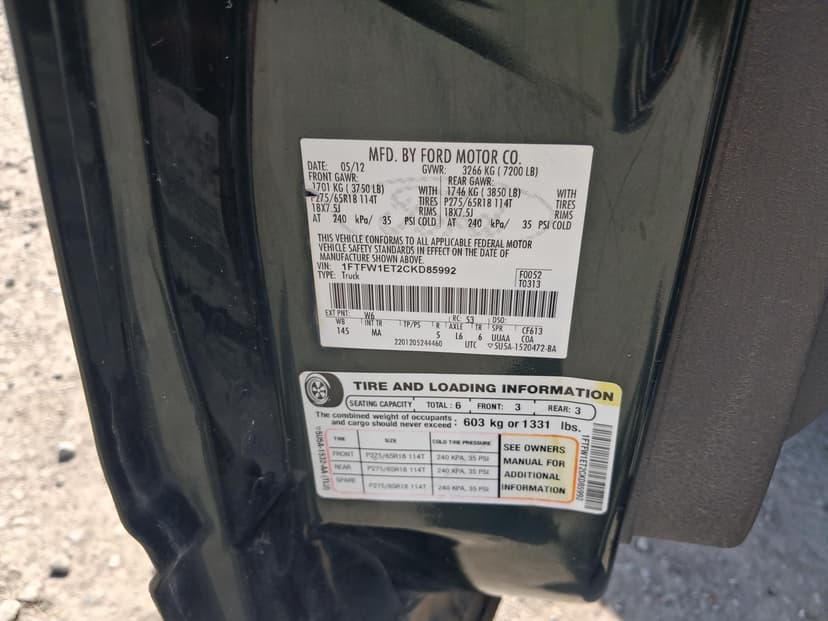 MFD. BY FORD MOTOR CO.
DATE: 05/12 GVWR: 3266 KG ( 7200 LB)
FRONT GAWR: REAR GAWR:
1701 KG ( 3750 LB) WITH 1746 KG ( 3850 LB) WITH
P275/65R18 114T TIRES P275/65R18 114T TIRES
18X7.5J RIMS 18X7.5J RIMS
AT 240 kPa/ 35 PSI COLD AT 240 kPa/ 35 PSI COLD
THIS VEHICLE CONFORMS TO ALL APPLICABLE FEDERAL MOTOR
VEHICLE SAFETY STANDARDS IN EFFECT ON THE DATE OF
MANUFACTURE SHOWN ABOVE.
VIN: 1FTFW1ET2CKD85992 F0052
TYPE: Truck T0313
EXT PNT: W6 RC: 53 DSO:
WB INT TR TP/PS R AXLE TR SPR CF613
145 MA 5 L6 6 UUAA COA
2201205244460 UTC ▽5U5A-1520472-BA
TIRE AND LOADING INFORMATION
SEATING CAPACITY TOTAL: 6 FRONT: 3 REAR: 3
The combined weight of occupants
and cargo should never exceed: 603 kg or 1331 lbs.
TIRE SIZE COLD TIRE PRESSURE
FRONT P275/65R18 114T 240 KPA, 35 PSI
REAR P275/65R18 114T 240 KPA, 35 PSI
SPARE P275/65R18 114T 240 KPA, 35 PSI
SEE OWNERS
MANUAL FOR
ADDITIONAL
INFORMATION
1FTFW1ET2CKD85992